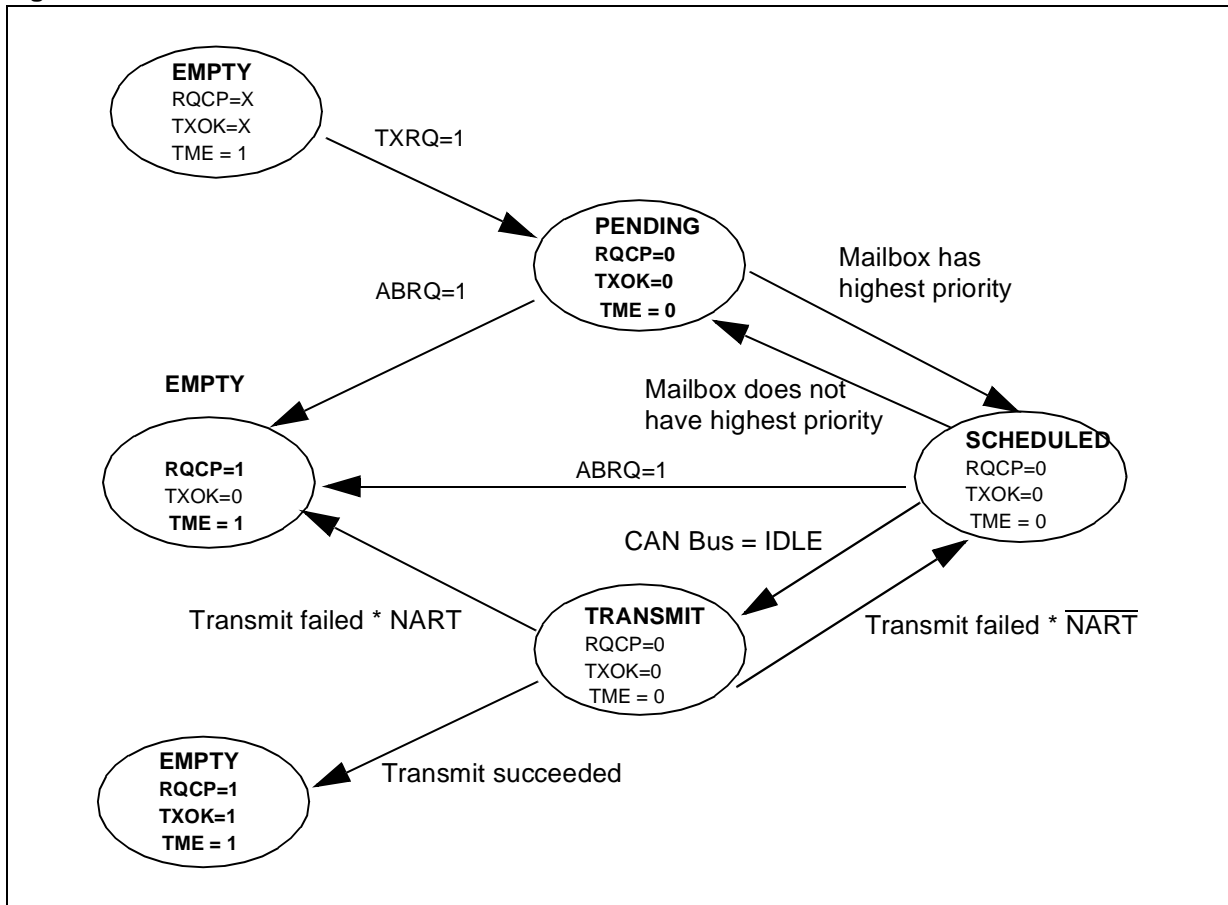 EMPTY
RQCP=X
TXOK=X
TME = 1
TXRQ=1
PENDING
RQCP=0
TXOK=0
TME = 0
Mailbox has
highest priority
ABRQ=1
EMPTY
RQCP=1
TXOK=0
TME = 1
Mailbox does not
have highest priority
SCHEDULED
RQCP=0
TXOK=0
TME = 0
ABRQ=1
CAN Bus = IDLE
Transmit failed * NART
TRANSMIT
RQCP=0
TXOK=0
TME = 0
Transmit failed * N̅A̅R̅T̅
EMPTY
RQCP=1
TXOK=1
TME = 1
Transmit succeeded